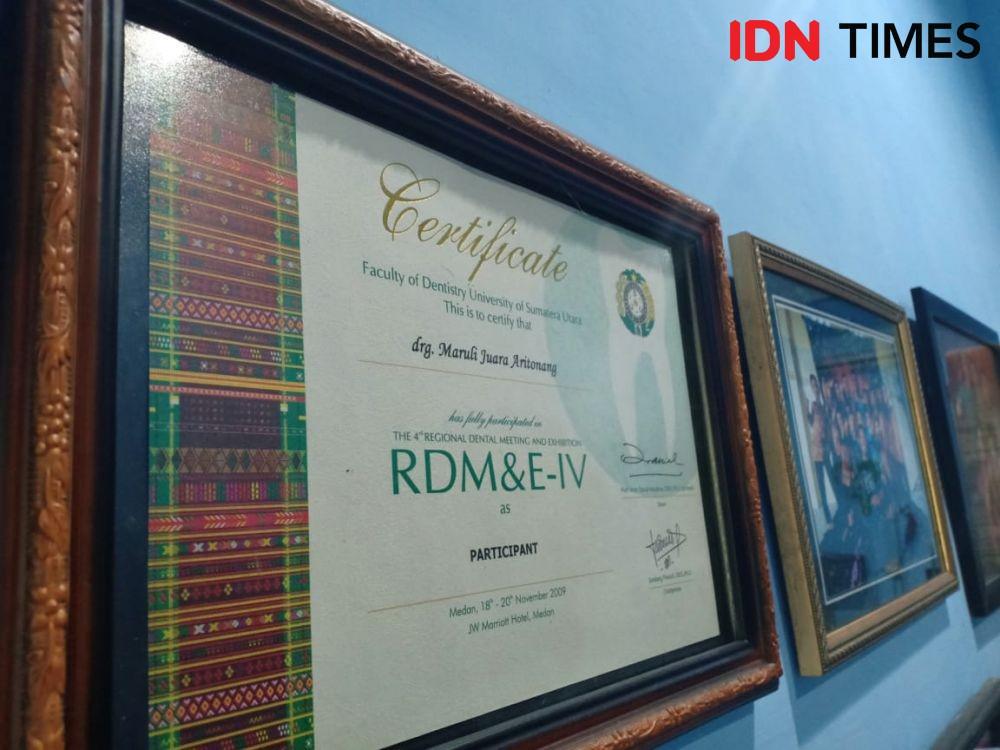 IDN TIMES
Certificate
Faculty of Dentistry University of Sumatera Utara
This is to certify that
drg. Maruli Juara Aritonang
has fully participated in
THE 4th REGIONAL DENTAL MEETING AND EXHIBITION
RDM&E-IV
as
PARTICIPANT
Medan, 18th - 20th November 2009
JW Marriott Hotel, Medan